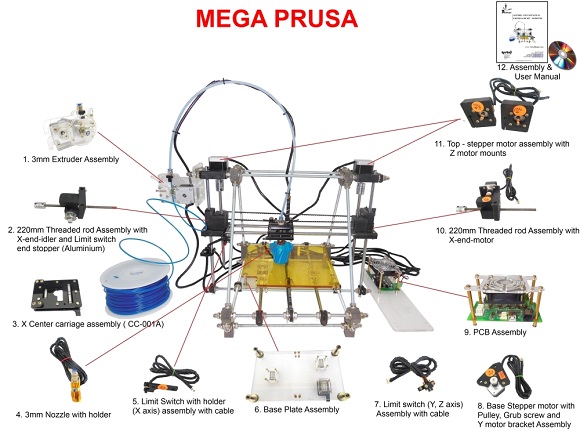 MEGA PRUSA
12. Assembly &
User Manual
1. 3mm Extruder Assembly
11. Top - stepper motor assembly with
Z motor mounts
2. 220mm Threaded rod Assembly with
X-end-idler and Limit switch
end stopper (Aluminium)
10. 220mm Threaded rod Assembly with
X-end-motor
3. X Center carriage assembly ( CC-001A)
9. PCB Assembly
4. 3mm Nozzle with holder
5. Limit Switch with holder
(X axis) assembly with cable
6. Base Plate Assembly
7. Limit switch (Y, Z axis)
Assembly with cable
8. Base Stepper motor with
Pulley, Grub screw and
Y motor bracket Assembly